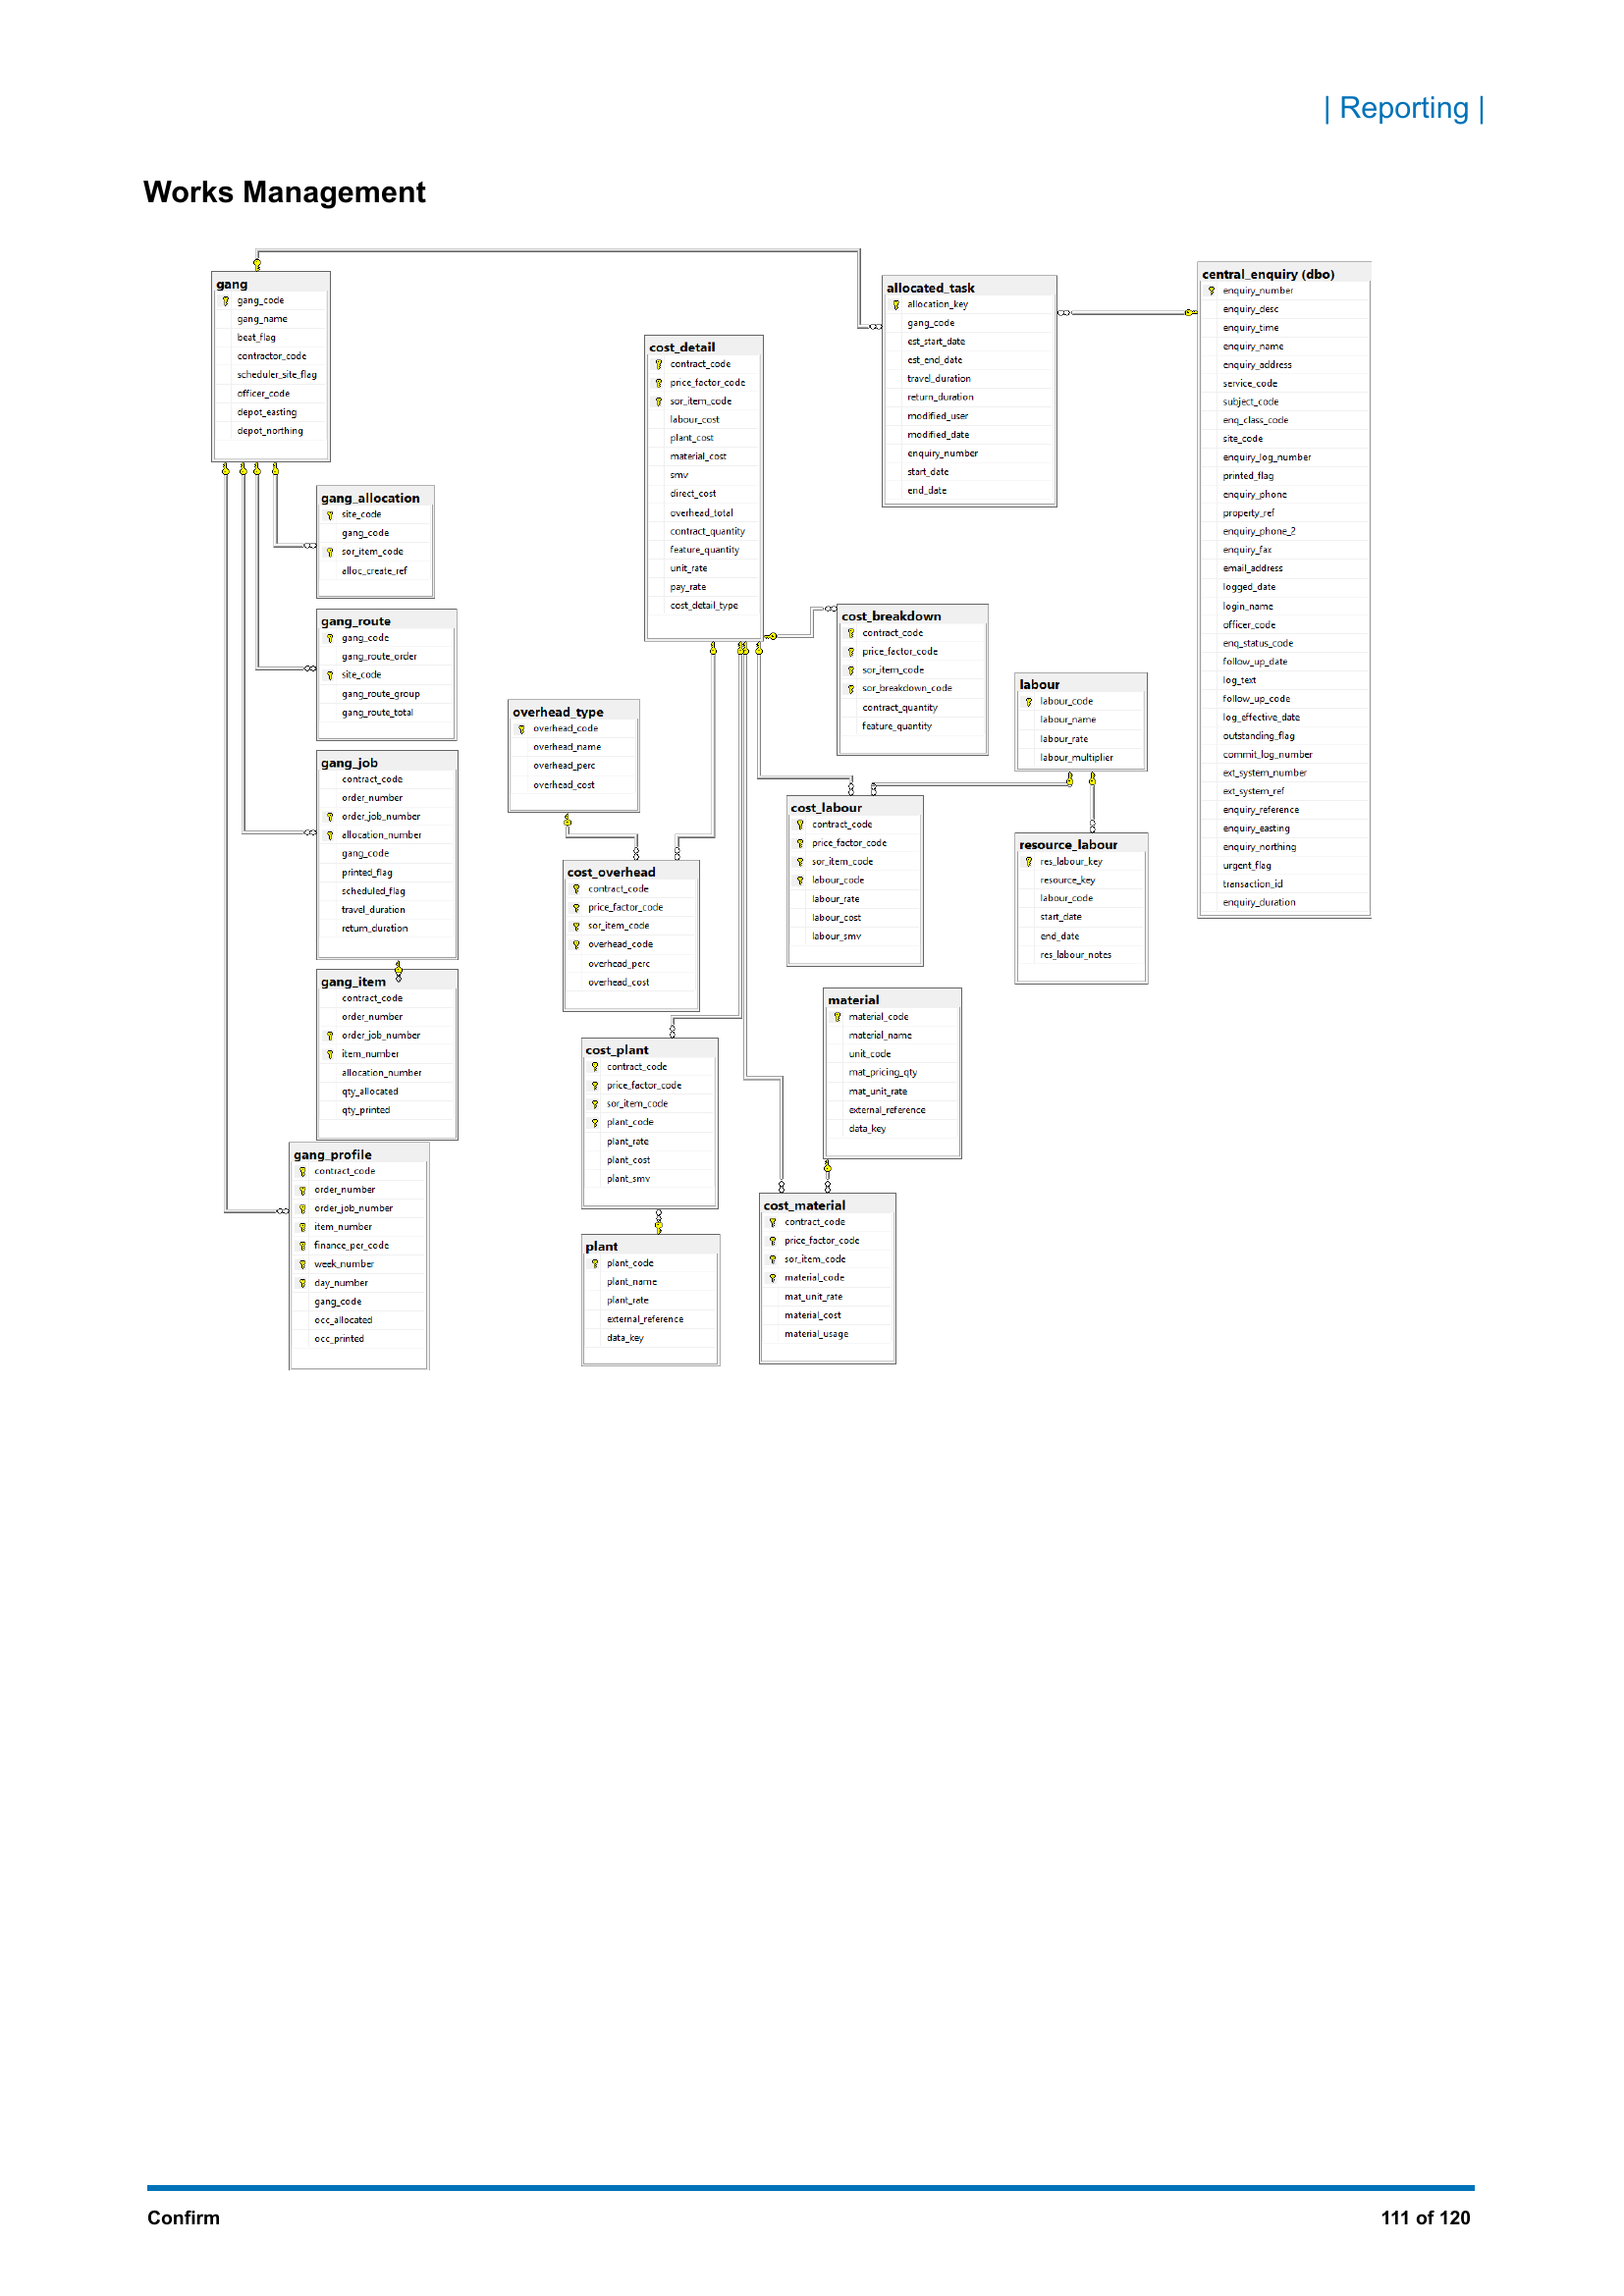 | Reporting |
Works Management
gang
gang_code
gang_name
beat_flag
contractor_code
scheduler_site_flag
officer_code
depot_easting
depot_northing
gang_allocation
site_code
gang_code
sor_item_code
alloc_create_ref
gang_route
gang_code
gang_route_order
site_code
gang_route_group
gang_route_total
gang_job
contract_code
order_number
order_job_number
allocation_number
gang_code
printed_flag
scheduled_flag
travel_duration
return_duration
gang_item
contract_code
order_number
order_job_number
item_number
allocation_number
qty_allocated
qty_printed
gang_profile
contract_code
order_number
order_job_number
item_number
finance_per_code
week_number
day_number
gang_code
occ_allocated
occ_printed
overhead_type
overhead_code
overhead_name
overhead_perc
overhead_cost
cost_detail
contract_code
price_factor_code
sor_item_code
labour_cost
plant_cost
material_cost
smv
direct_cost
overhead_total
contract_quantity
feature_quantity
unit_rate
pay_rate
cost_detail_type
cost_overhead
contract_code
price_factor_code
sor_item_code
overhead_code
overhead_perc
overhead_cost
cost_plant
contract_code
price_factor_code
sor_item_code
plant_code
plant_rate
plant_cost
plant_smv
plant
plant_code
plant_name
plant_rate
external_reference
data_key
allocated_task
allocation_key
gang_code
est_start_date
est_end_date
travel_duration
return_duration
modified_user
modified_date
enquiry_number
start_date
end_date
cost_breakdown
contract_code
price_factor_code
sor_item_code
sor_breakdown_code
contract_quantity
feature_quantity
cost_labour
contract_code
price_factor_code
sor_item_code
labour_code
labour_rate
labour_cost
labour_smv
material
material_code
material_name
unit_code
mat_pricing_qty
mat_unit_rate
external_reference
data_key
cost_material
contract_code
price_factor_code
sor_item_code
material_code
mat_unit_rate
material_cost
material_usage
labour
labour_code
labour_name
labour_rate
labour_multiplier
resource_labour
res_labour_key
resource_key
labour_code
start_date
end_date
res_labour_notes
central_enquiry (dbo)
enquiry_number
enquiry_desc
enquiry_time
enquiry_name
enquiry_address
service_code
subject_code
enq_class_code
site_code
enquiry_log_number
printed_flag
enquiry_phone
property_ref
enquiry_phone_2
enquiry_fax
email_address
logged_date
login_name
officer_code
enq_status_code
follow_up_date
log_text
follow_up_code
log_effective_date
outstanding_flag
commit_log_number
ext_system_number
ext_system_ref
enquiry_reference
enquiry_easting
enquiry_northing
urgent_flag
transaction_id
enquiry_duration
Confirm
111 of 120